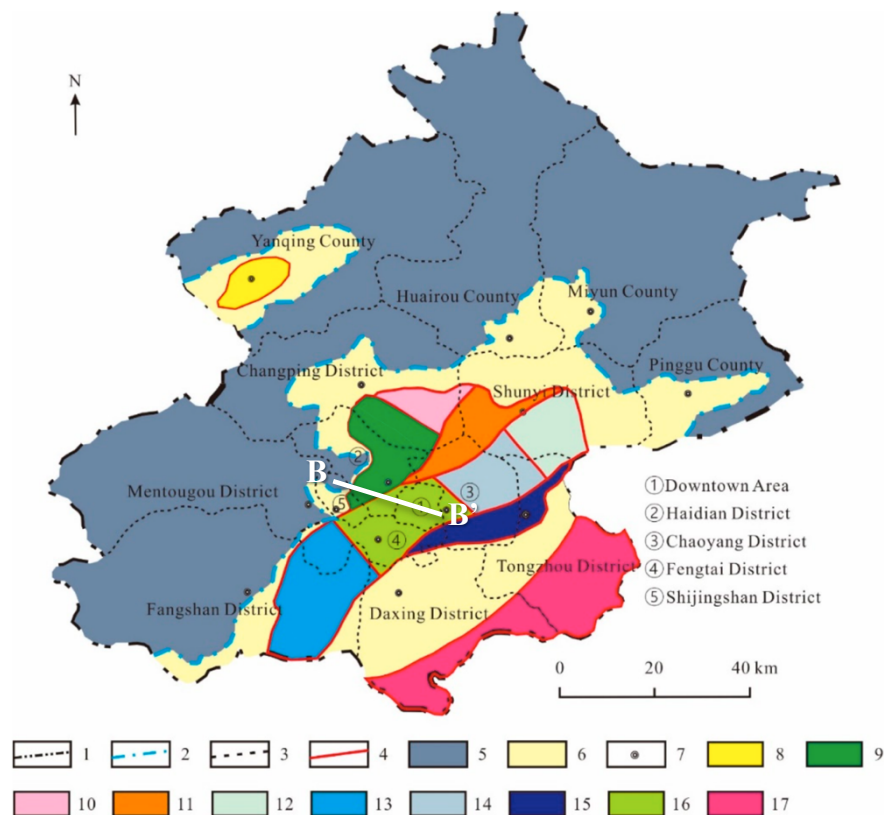 N
Yanqing County
Huairou County
Miyun County
Changping District
Shunyi District
Pinggu County
②
B
Mentougou District
⑤
①
③
B’
④
①Downtown Area
②Haidian District
③Chaoyang District
④Fengtai District
⑤Shijingshan District
Tongzhou District
Fangshan District
Daxing District
0 20 40 km
1 2 3 4 5 6 7 8 9
10 11 12 13 14 15 16 17